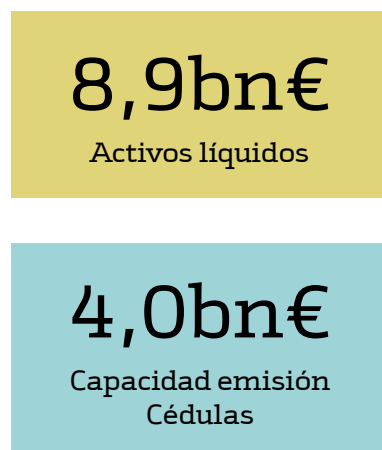 8,9bn€
Activos líquidos
4,0bn€
Capacidad emisión
Cédulas